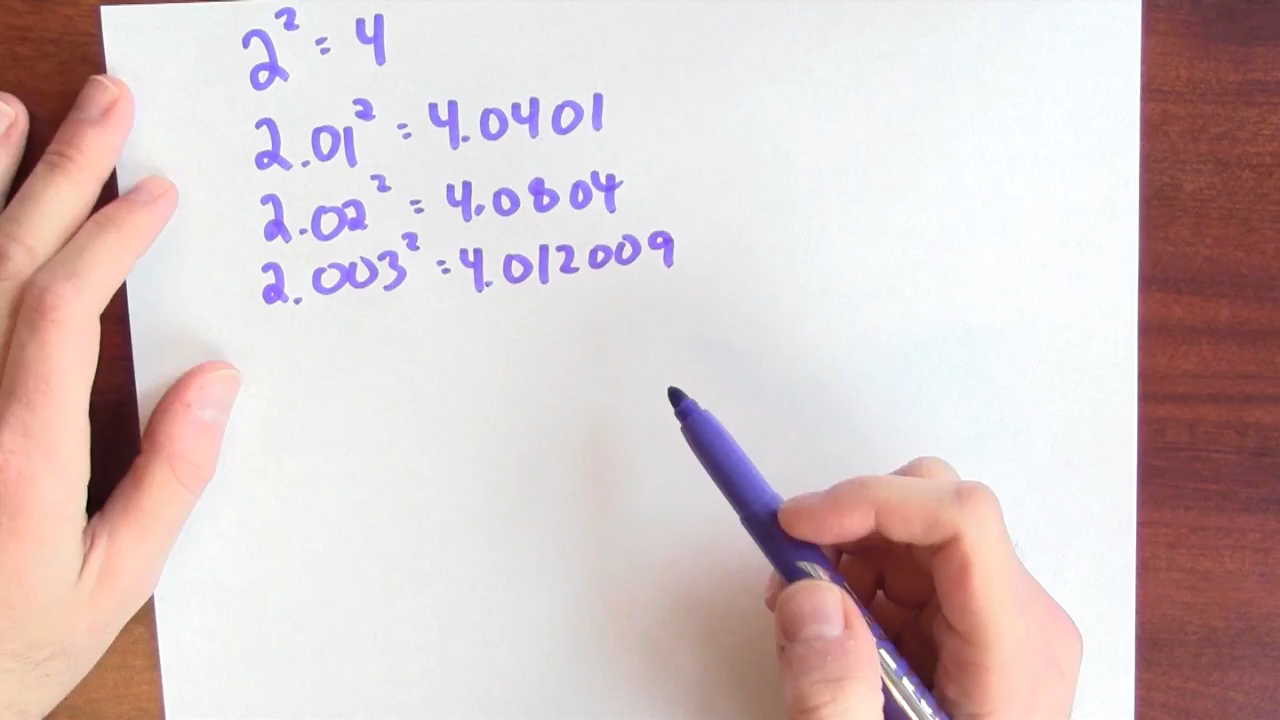 2² = 4
2.01² = 4.0401
2.02² = 4.0804
2.003² = 4.012009